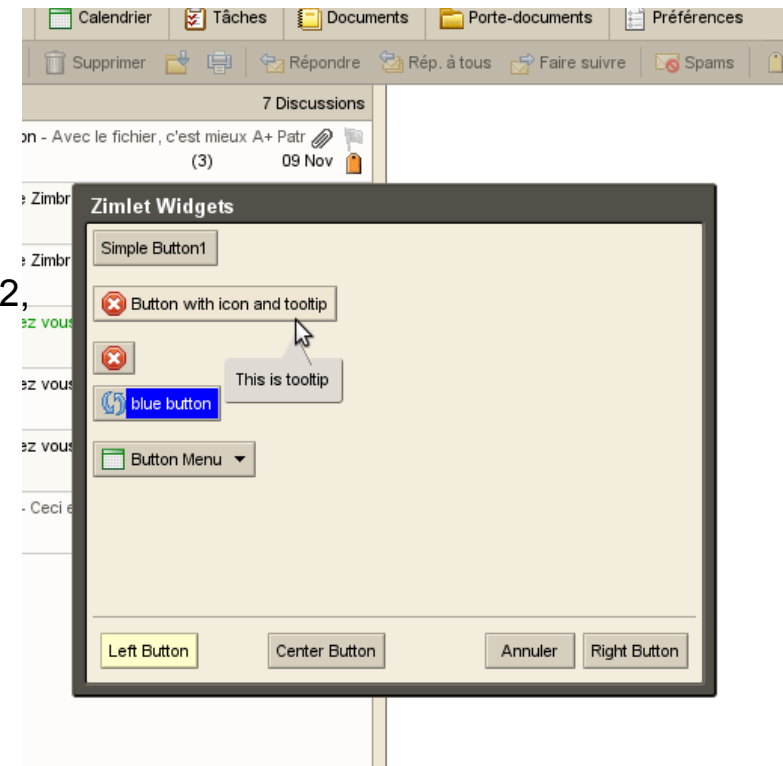 Calendrier Tâches Documents Porte-documents Préférences
Supprimer Répondre Rép. à tous Faire suivre Spams
7 Discussions
on - Avec le fichier, c'est mieux A+ Patr
(3) 09 Nov
e Zimbr
Zimlet Widgets
Simple Button1
e Zimbr
2,
Button with icon and tooltip
ez vous
This is tooltip
ez vous
blue button
ez vous
Button Menu
- Ceci e
Left Button Center Button Annuler Right Button